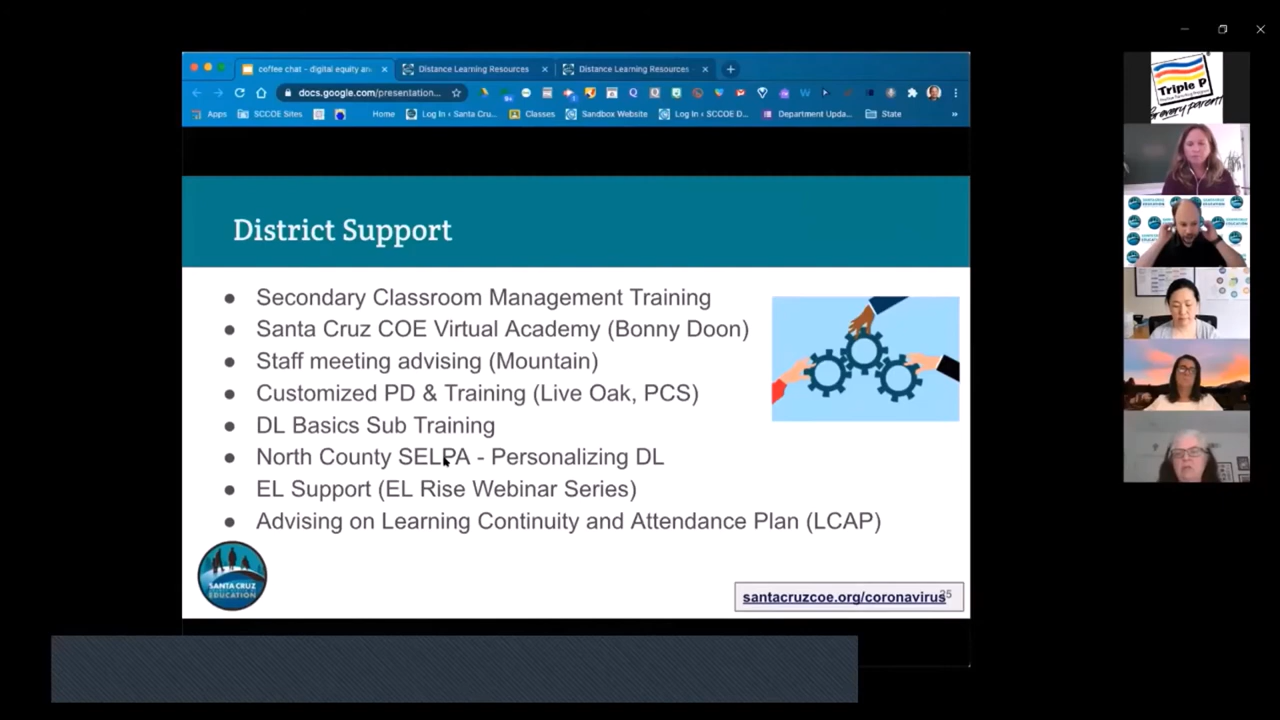 coffee chat - digital equity an
Distance Learning Resources
Distance Learning Resources
docs.google.com/presentation...
Apps
SCCOE Sites
Home
Log In ‹ Santa Cru...
Classes
Sandbox Website
Log In ‹ SCCOE D...
Department Upda...
State
Triple P
District Support
● Secondary Classroom Management Training
● Santa Cruz COE Virtual Academy (Bonny Doon)
● Staff meeting advising (Mountain)
● Customized PD & Training (Live Oak, PCS)
● DL Basics Sub Training
● North County SELPA - Personalizing DL
● EL Support (EL Rise Webinar Series)
● Advising on Learning Continuity and Attendance Plan (LCAP)
SANTA CRUZ
EDUCATION
santacruzcoe.org/coronavirus
25